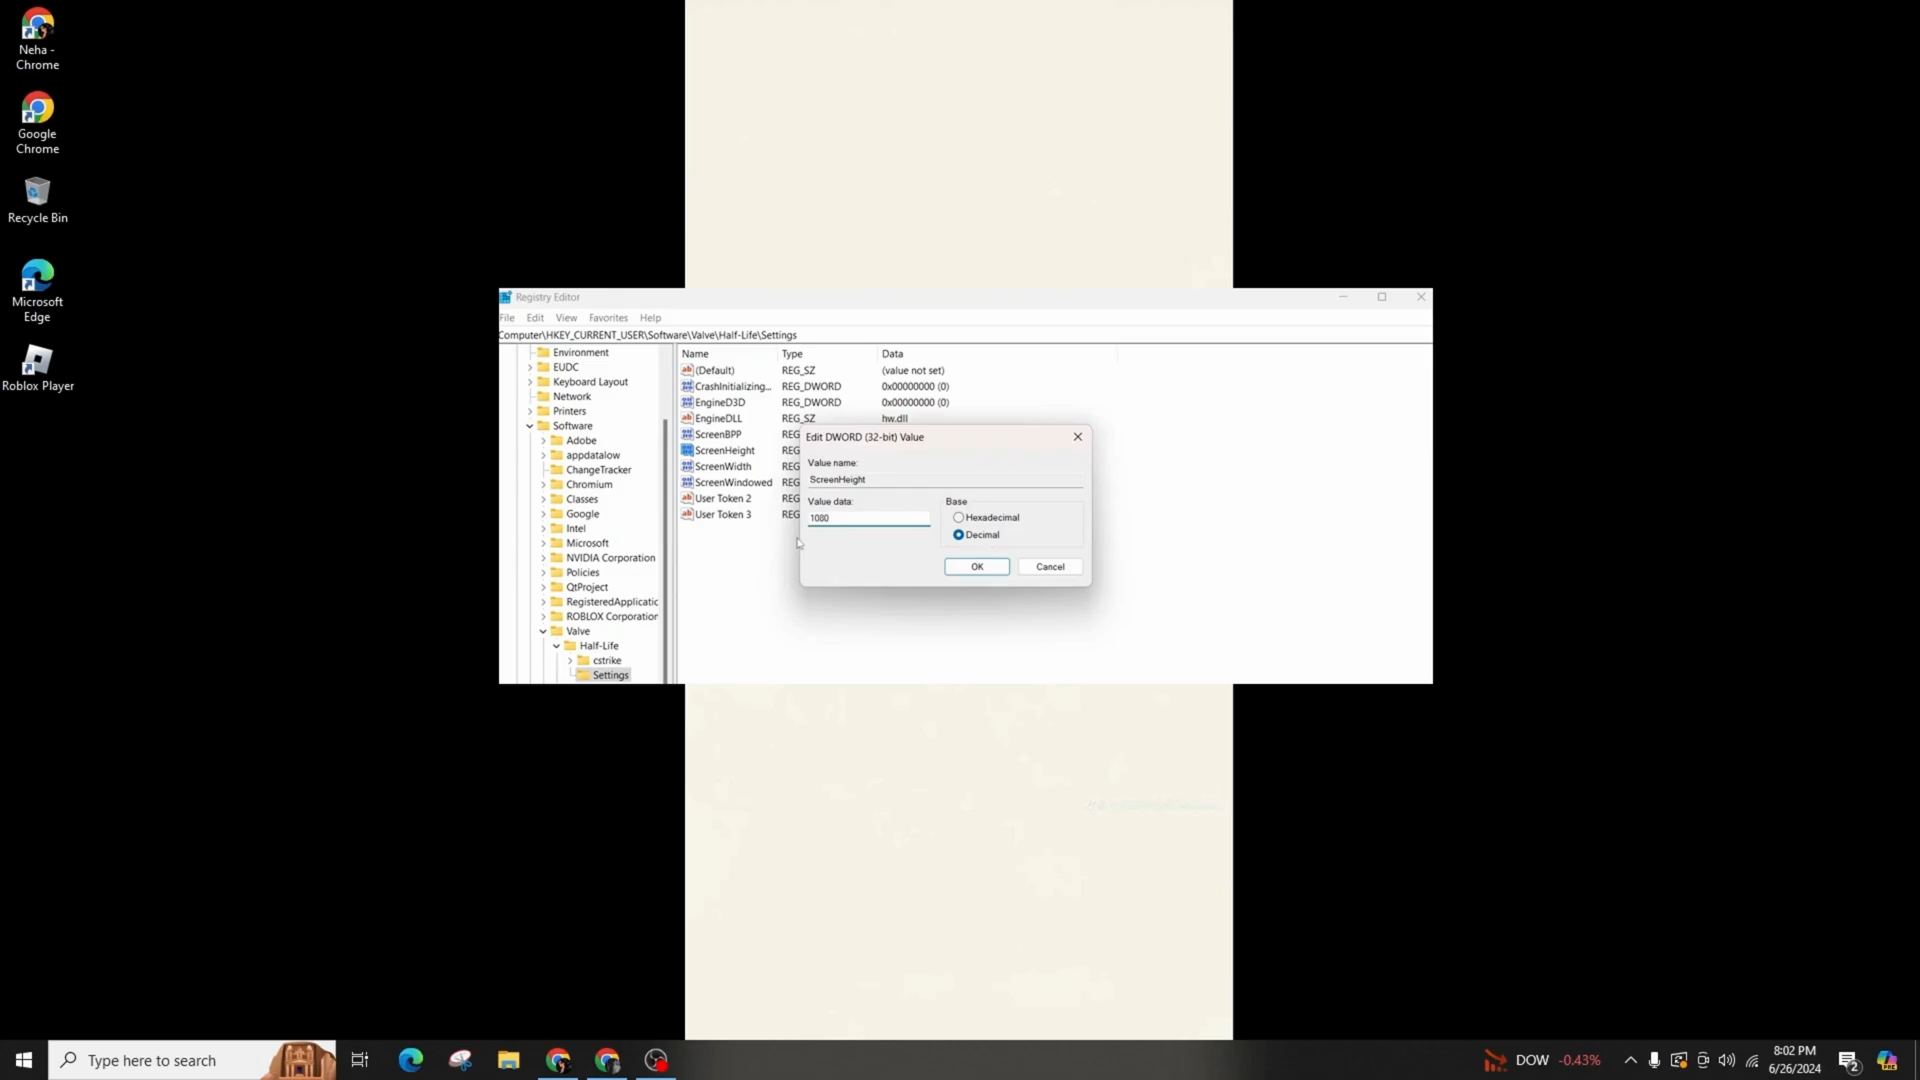 Neha -
Chrome
Google
Chrome
Recycle Bin
Microsoft
Edge
Roblox Player
Registry Editor
File Edit View Favorites Help
Computer\HKEY_CURRENT_USER\Software\Valve\Half-Life\Settings
Environment
EUDC
Keyboard Layout
Network
Printers
Software
Adobe
appdatalow
ChangeTracker
Chromium
Classes
Google
Intel
Microsoft
NVIDIA Corporation
Policies
QtProject
RegisteredApplicatic
ROBLOX Corporation
Valve
Half-Life
cstrike
Settings
Name Type Data
(Default) REG_SZ (value not set)
CrashInitializing... REG_DWORD 0x00000000 (0)
EngineD3D REG_DWORD 0x00000000 (0)
EngineDLL REG_SZ hw.dll
ScreenBPP REG
ScreenHeight REG
ScreenWidth REG
ScreenWindowed REG
User Token 2 REG
User Token 3 REG
Edit DWORD (32-bit) Value
Value name:
ScreenHeight
Value data:
1080
Base
Hexadecimal
Decimal
OK Cancel
Type here to search
DOW -0.43%
8:02 PM
6/26/2024
2
PRE